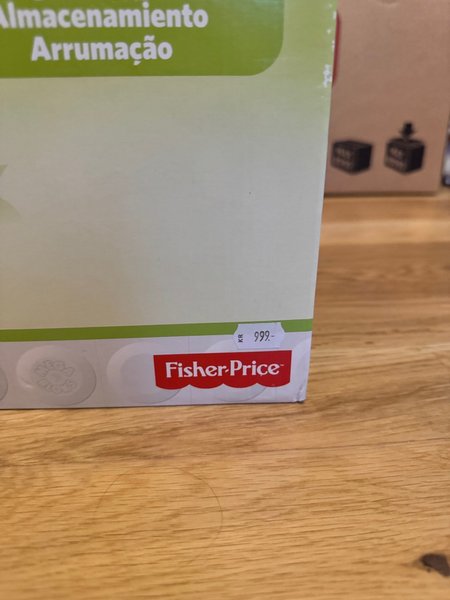 Almacenamiento
Arrumação
KR 999.-
Fisher-Price